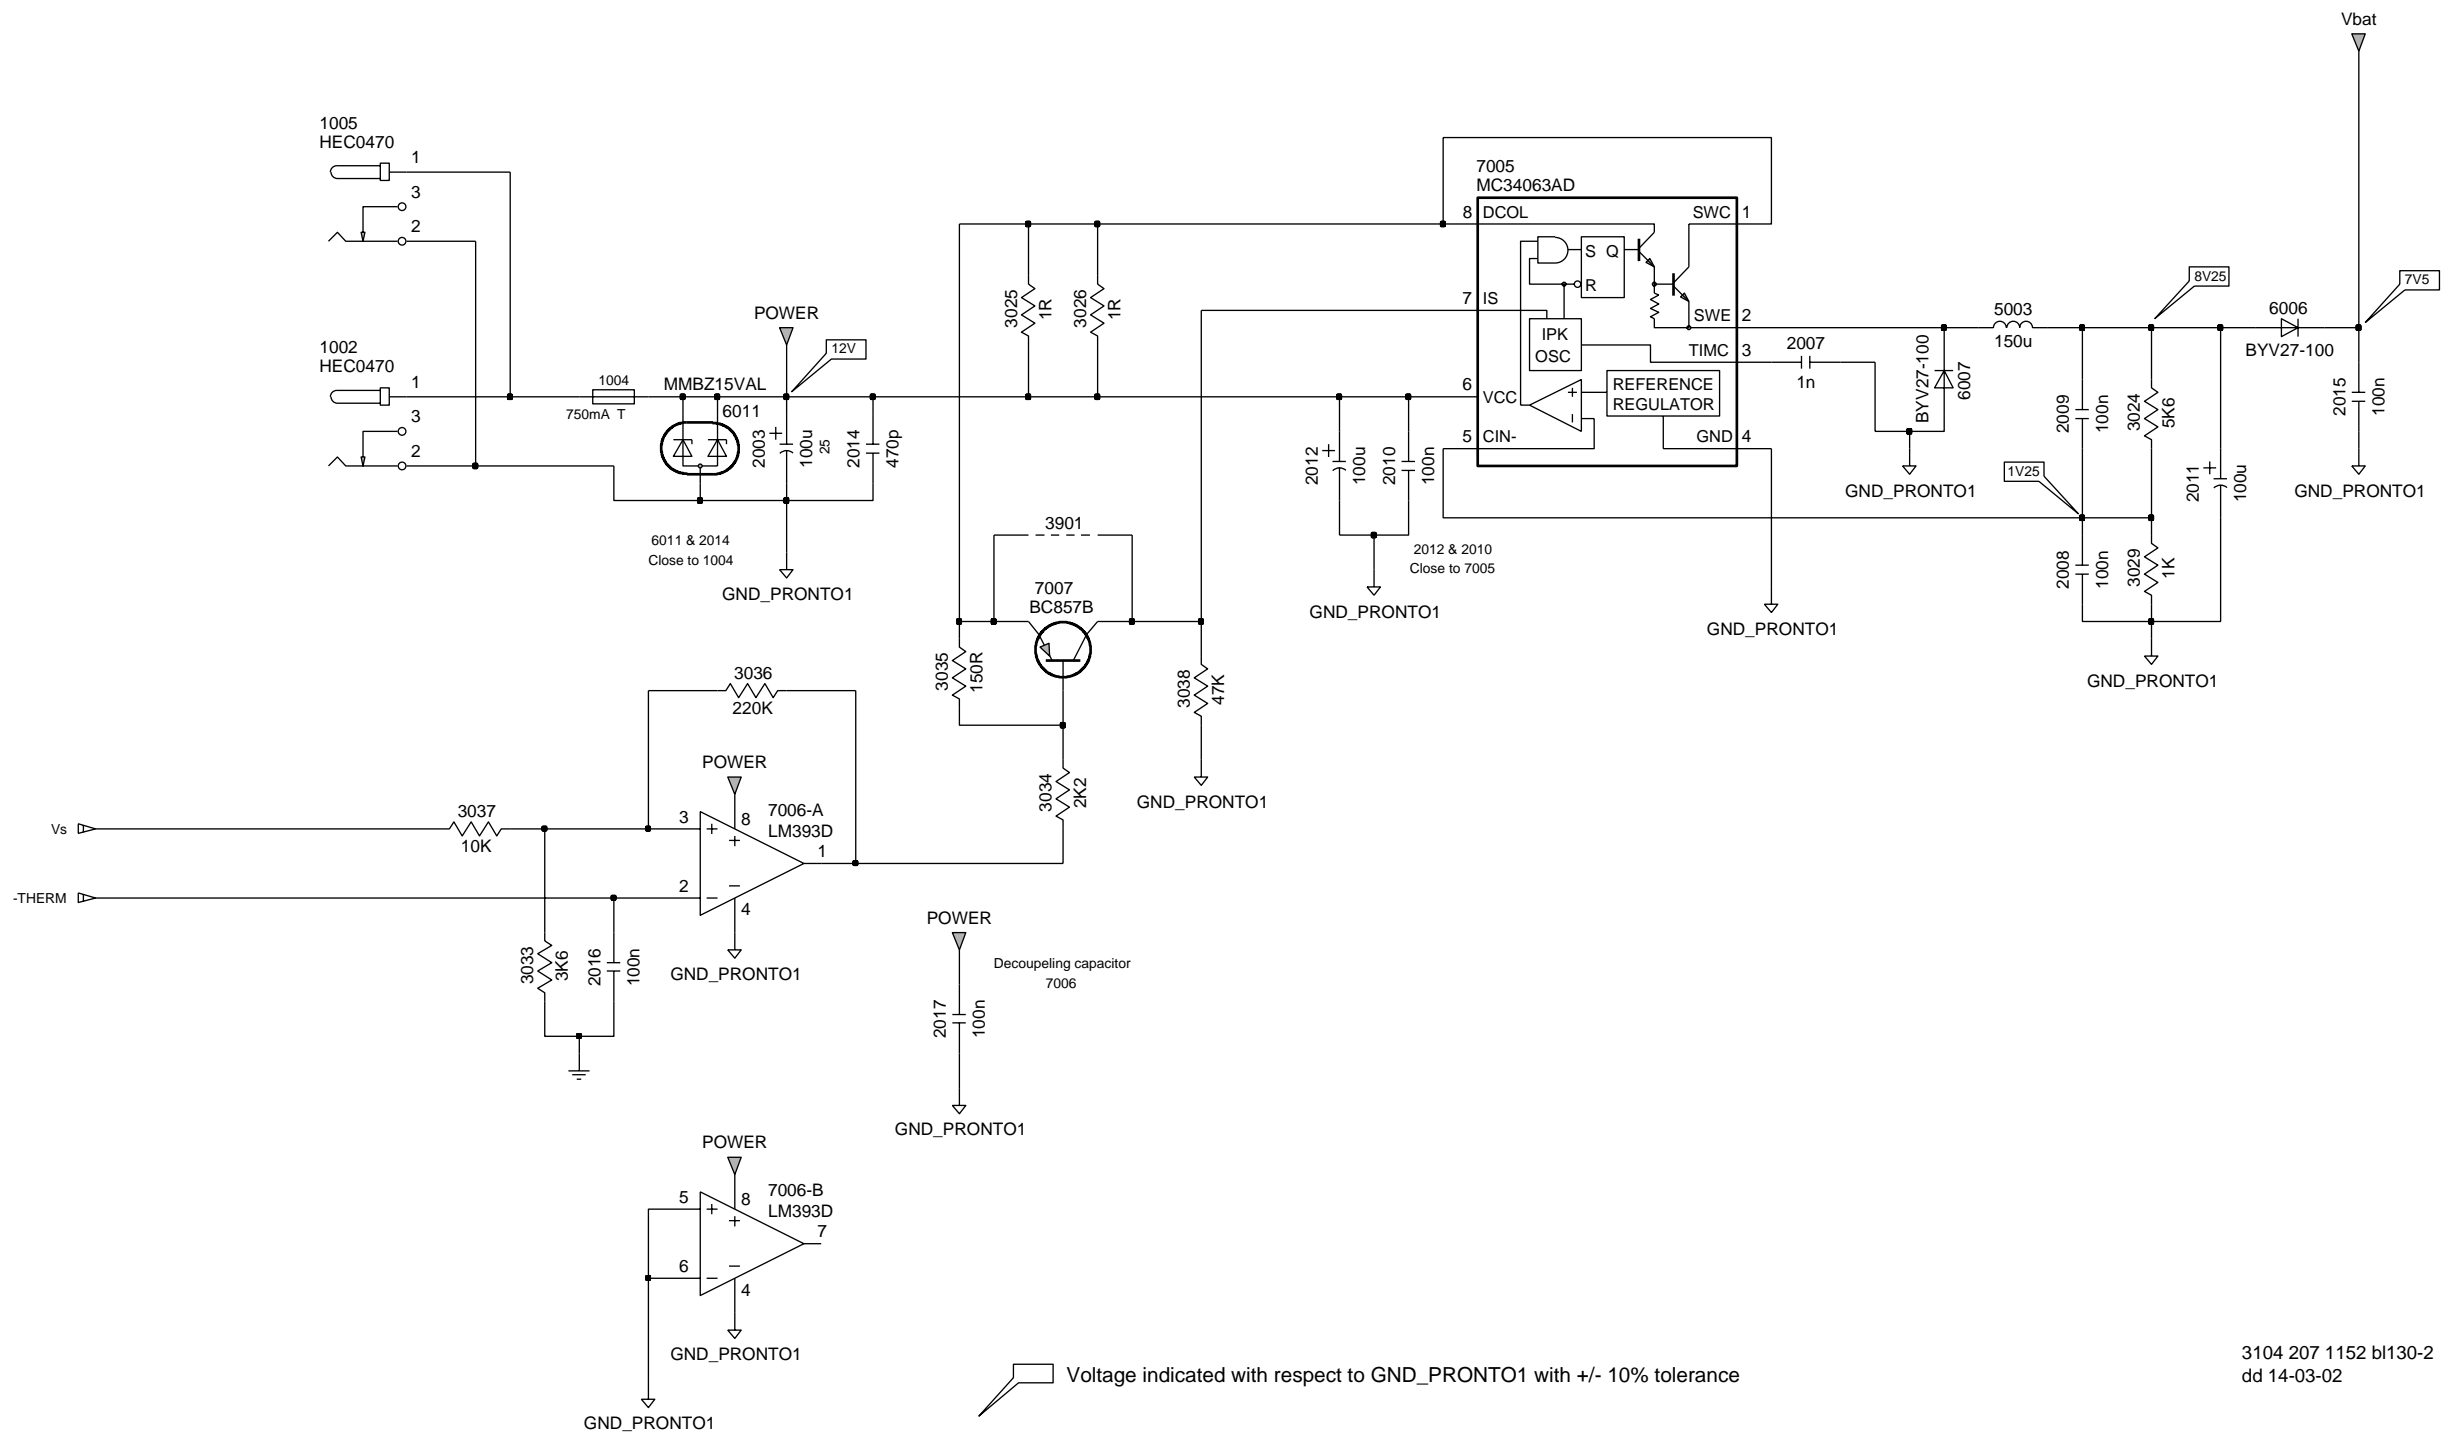 Vbat
1005
HEC0470
1
3
2
1002
HEC0470
1
3
2
1004
750mA T
MMBZ15VAL
6011
POWER
12V
2003
100u
25
2014
470p
6011 & 2014
Close to 1004
GND_PRONTO1
3025
1R
3026
1R
7005
MC34063AD
8 DCOL
SWC 1
S Q
R
7 IS
SWE 2
IPK
OSC
TIMC 3
6
VCC
REFERENCE
REGULATOR
5 CIN-
GND 4
2007
1n
BYV27-100
6007
GND_PRONTO1
5003
150u
8V25
6006
BYV27-100
7V5
2009
100n
3024
5K6
2015
100n
GND_PRONTO1
1V25
2011
100u
2008
100n
3029
1K
GND_PRONTO1
2012
100u
2010
100n
2012 & 2010
Close to 7005
GND_PRONTO1
GND_PRONTO1
3901
7007
BC857B
3035
150R
3038
47K
GND_PRONTO1
3034
2K2
3036
220K
POWER
7006-A
LM393D
3
8
1
2
4
GND_PRONTO1
Vs
3037
10K
-THERM
3033
3K6
2016
100n
POWER
Decoupeling capacitor
7006
2017
100n
GND_PRONTO1
POWER
7006-B
LM393D
5
8
7
6
4
GND_PRONTO1
GND_PRONTO1
Voltage indicated with respect to GND_PRONTO1 with +/- 10% tolerance
3104 207 1152 bl130-2
dd 14-03-02